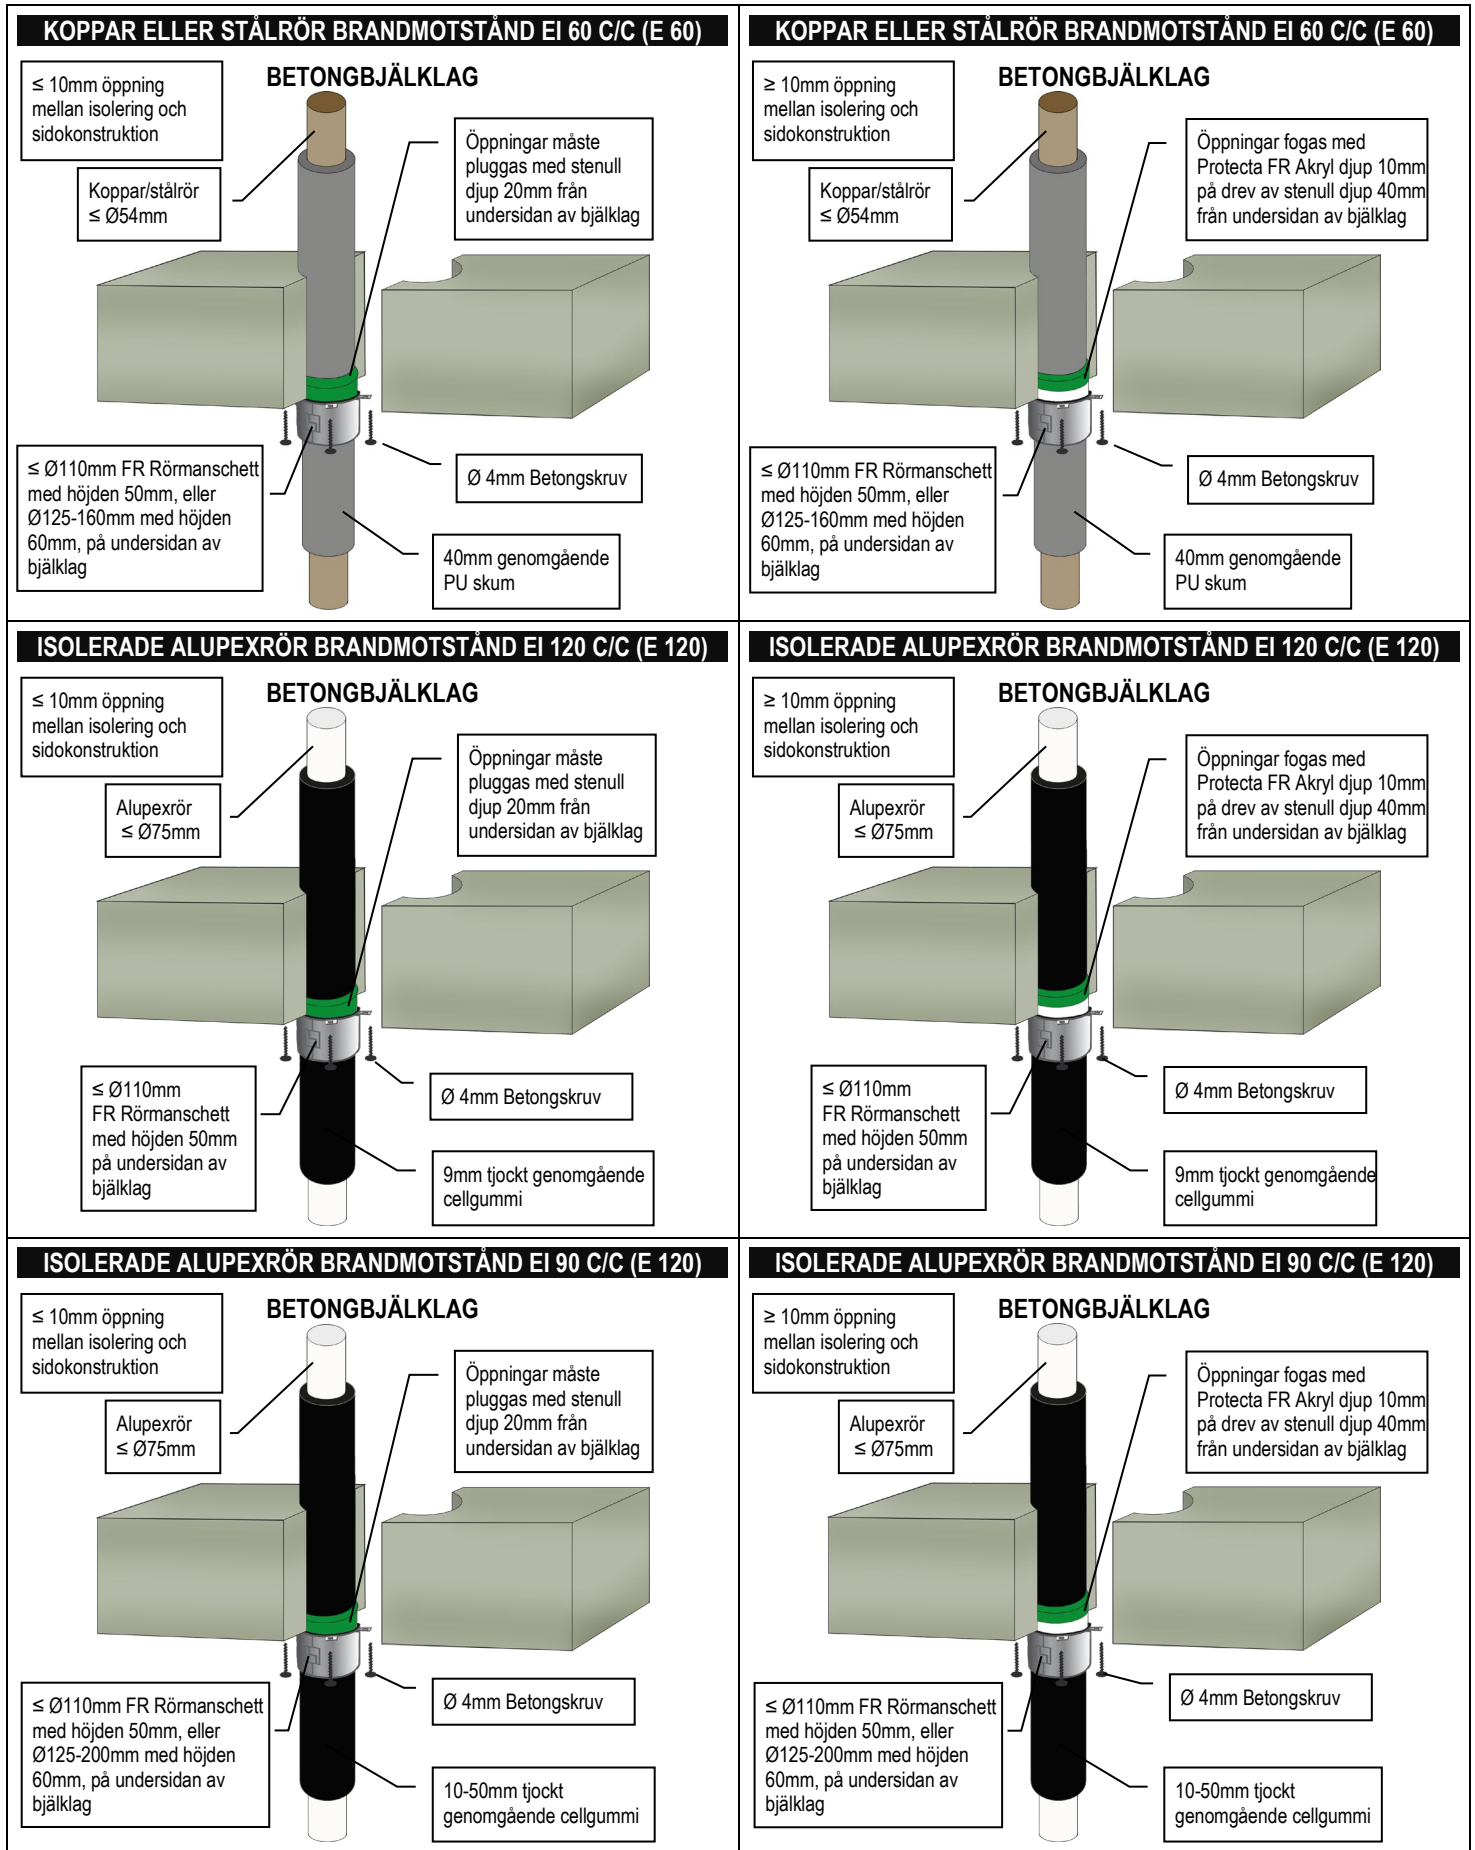 KOPPAR ELLER STÅLRÖR BRANDMOTSTÅND EI 60 C/C (E 60)
≤ 10mm öppning
mellan isolering och
sidokonstruktion
BETONGBJÄLKLAG
Koppar/stålrör
≤ Ø54mm
Öppningar måste
pluggas med stenull
djup 20mm från
undersidan av bjälklag
≤ Ø110mm FR Rörmanschett
med höjden 50mm, eller
Ø125-160mm med höjden
60mm, på undersidan av
bjälklag
Ø 4mm Betongskruv
40mm genomgående
PU skum
KOPPAR ELLER STÅLRÖR BRANDMOTSTÅND EI 60 C/C (E 60)
≥ 10mm öppning
mellan isolering och
sidokonstruktion
BETONGBJÄLKLAG
Koppar/stålrör
≤ Ø54mm
Öppningar fogas med
Protecta FR Akryl djup 10mm
på drev av stenull djup 40mm
från undersidan av bjälklag
≤ Ø110mm FR Rörmanschett
med höjden 50mm, eller
Ø125-160mm med höjden
60mm, på undersidan av
bjälklag
Ø 4mm Betongskruv
40mm genomgående
PU skum
ISOLERADE ALUPEXRÖR BRANDMOTSTÅND EI 120 C/C (E 120)
≤ 10mm öppning
mellan isolering och
sidokonstruktion
BETONGBJÄLKLAG
Alupexrör
≤ Ø75mm
Öppningar måste
pluggas med stenull
djup 20mm från
undersidan av bjälklag
≤ Ø110mm
FR Rörmanschett
med höjden 50mm
på undersidan av
bjälklag
Ø 4mm Betongskruv
9mm tjockt genomgående
cellgummi
ISOLERADE ALUPEXRÖR BRANDMOTSTÅND EI 120 C/C (E 120)
≥ 10mm öppning
mellan isolering och
sidokonstruktion
BETONGBJÄLKLAG
Alupexrör
≤ Ø75mm
Öppningar fogas med
Protecta FR Akryl djup 10mm
på drev av stenull djup 40mm
från undersidan av bjälklag
≤ Ø110mm
FR Rörmanschett
med höjden 50mm
på undersidan av
bjälklag
Ø 4mm Betongskruv
9mm tjockt genomgående
cellgummi
ISOLERADE ALUPEXRÖR BRANDMOTSTÅND EI 90 C/C (E 120)
≤ 10mm öppning
mellan isolering och
sidokonstruktion
BETONGBJÄLKLAG
Alupexrör
≤ Ø75mm
Öppningar måste
pluggas med stenull
djup 20mm från
undersidan av bjälklag
≤ Ø110mm FR Rörmanschett
med höjden 50mm, eller
Ø125-200mm med höjden
60mm, på undersidan av
bjälklag
Ø 4mm Betongskruv
10-50mm tjockt
genomgående cellgummi
ISOLERADE ALUPEXRÖR BRANDMOTSTÅND EI 90 C/C (E 120)
≥ 10mm öppning
mellan isolering och
sidokonstruktion
BETONGBJÄLKLAG
Alupexrör
≤ Ø75mm
Öppningar fogas med
Protecta FR Akryl djup 10mm
på drev av stenull djup 40mm
från undersidan av bjälklag
≤ Ø110mm FR Rörmanschett
med höjden 50mm, eller
Ø125-200mm med höjden
60mm, på undersidan av
bjälklag
Ø 4mm Betongskruv
10-50mm tjockt
genomgående cellgummi